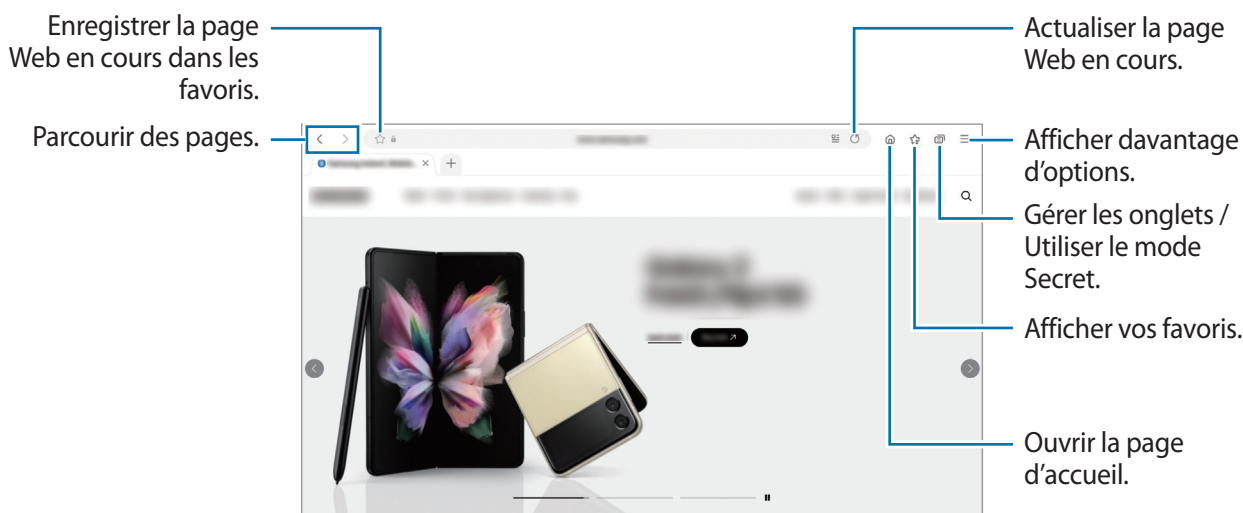 Enregistrer la page
Web en cours dans les
favoris.
Parcourir des pages.
Actualiser la page
Web en cours.
Afficher davantage
d'options.
Gérer les onglets /
Utiliser le mode
Secret.
Afficher vos favoris.
Ouvrir la page
d'accueil.